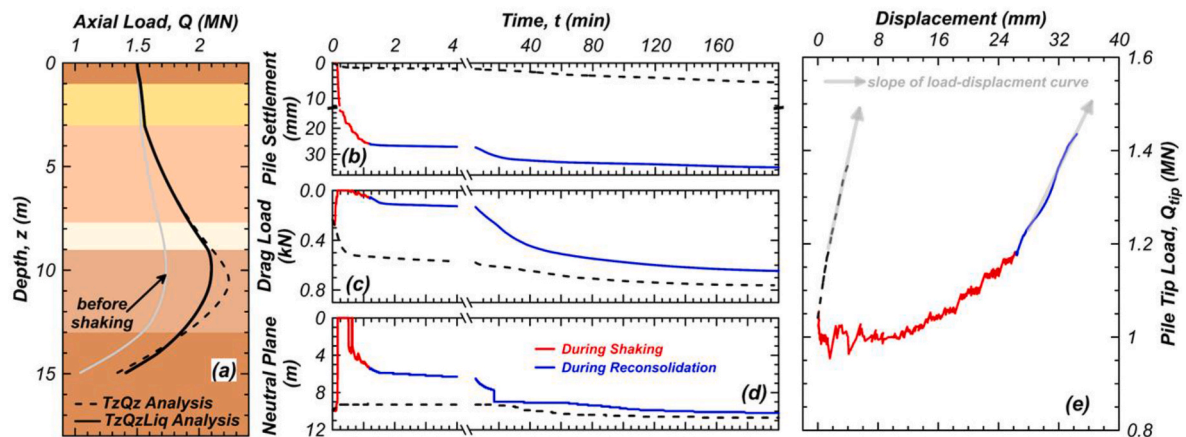 Axial Load, Q (MN)
1 1.5 2
Depth, z (m)
0
5
10
15
before
shaking
(a)
TzQz Analysis
TzQzLiq Analysis
Time, t (min)
0 2 4 40 80 120 160
Pile Settlement
(mm)
0
10
20
30
(b)
Drag Load
(kN)
0.0
0.4
0.8
(c)
Neutral Plane
(m)
0
4
8
12
During Shaking
During Reconsolidation
(d)
Displacement (mm)
0 8 16 24 32 40
slope of load-displacment curve
1.6
1.4
1.2
1
0.8
Pile Tip Load, Qtip (MN)
(e)